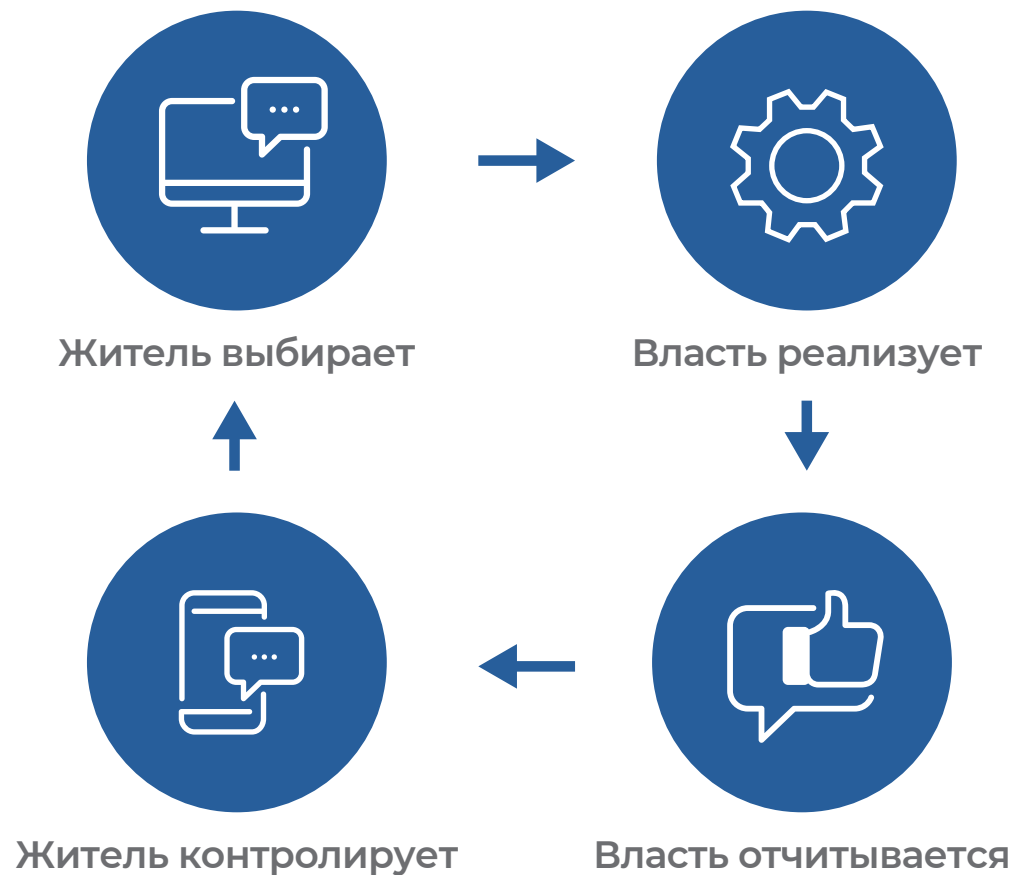 Житель выбирает
Власть реализует
Житель контролирует
Власть отчитывается